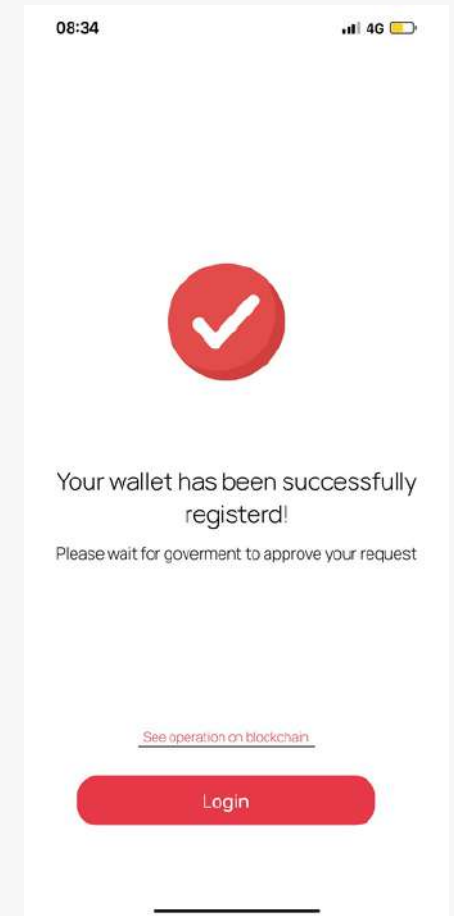 08:34 4G
Your wallet has been successfully
registerd!
Please wait for goverment to approve your request
See operation on blockchain
Login